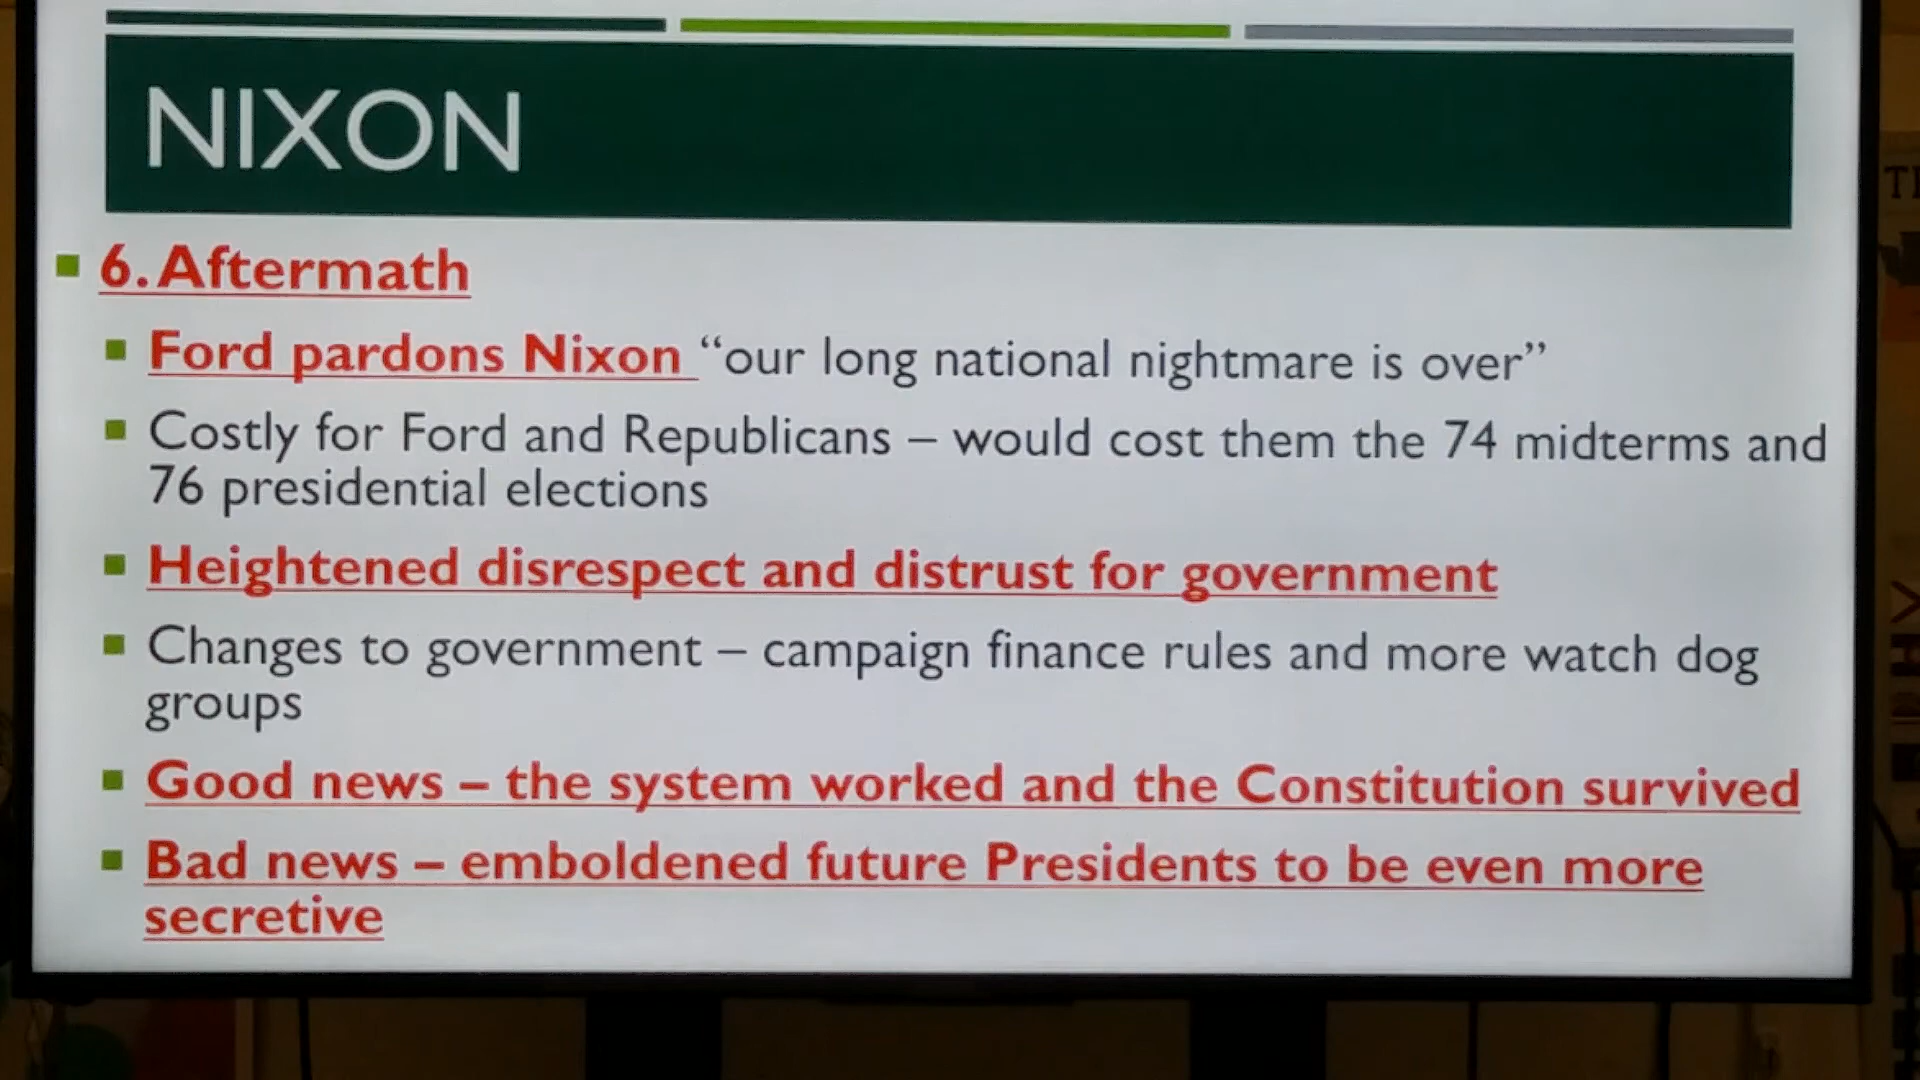 NIXON
6. Aftermath
Ford pardons Nixon “our long national nightmare is over”
Costly for Ford and Republicans – would cost them the 74 midterms and
76 presidential elections
Heightened disrespect and distrust for government
Changes to government – campaign finance rules and more watch dog
groups
Good news – the system worked and the Constitution survived
Bad news – emboldened future Presidents to be even more
secretive